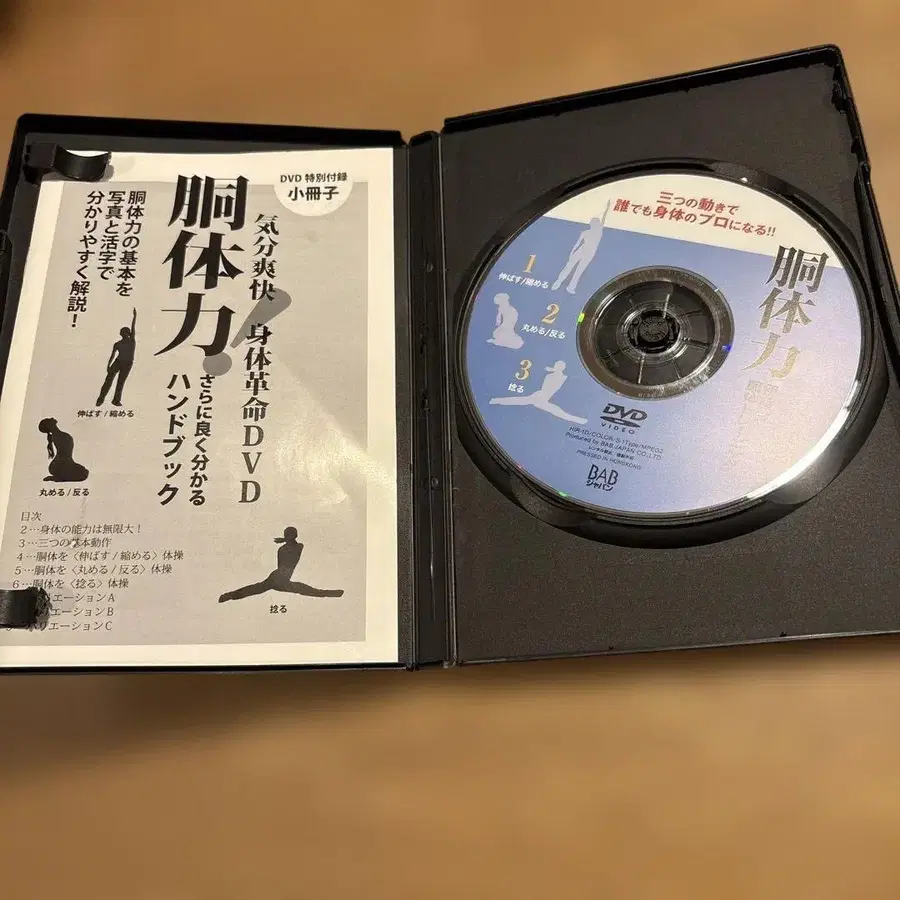 DVD 特別付録
小冊子
気分爽快 身体革命DVD
胴体力!
さらに良く分かる
ハンドブック
胴体力の基本を
写真と活字で
分かりやすく解説!
伸ばす/縮める
丸める/反る
捻る
目次
2…身体の能力は無限大!
3…三つの基本動作
4…胴体を〈伸ばす/縮める〉体操
5…胴体を〈丸める/反る〉体操
6…胴体を〈捻る〉体操
リエーションA
リエーションB
バリエーションC
三つの動きで
誰でも身体のプロになる!!
胴体力
1
伸ばす/縮める
2
丸める/反る
3
捻る
DVD
VIDEO
COLOR
Produced by BAB JAPAN CO.,LTD
PRESSED IN HONGKONG
BAB
ジャパン